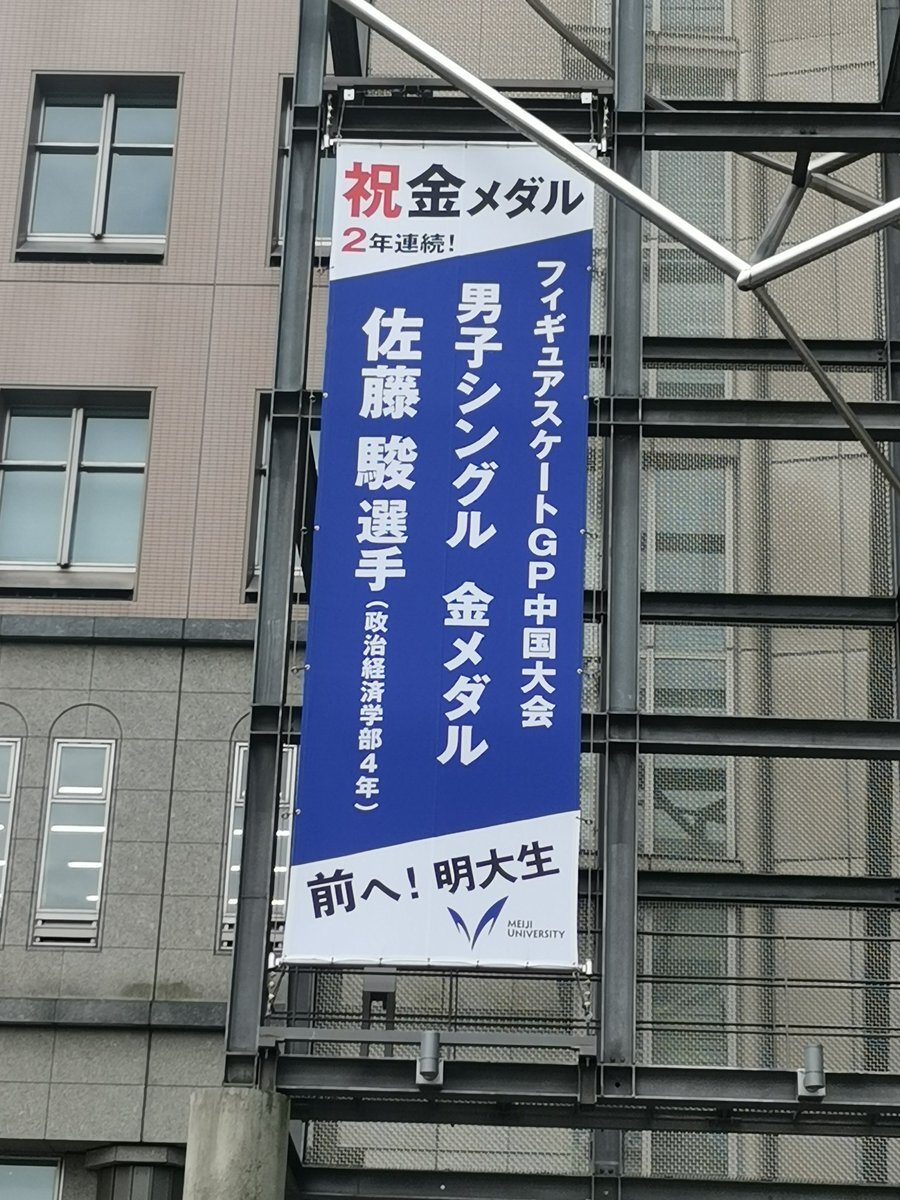 祝金メダル
2年連続!
フィギュアスケートGP中国大会
男子シングル 金メダル
佐藤 駿選手(政治経済学部4年)
前へ!明大生
MEIJI
UNIVERSITY